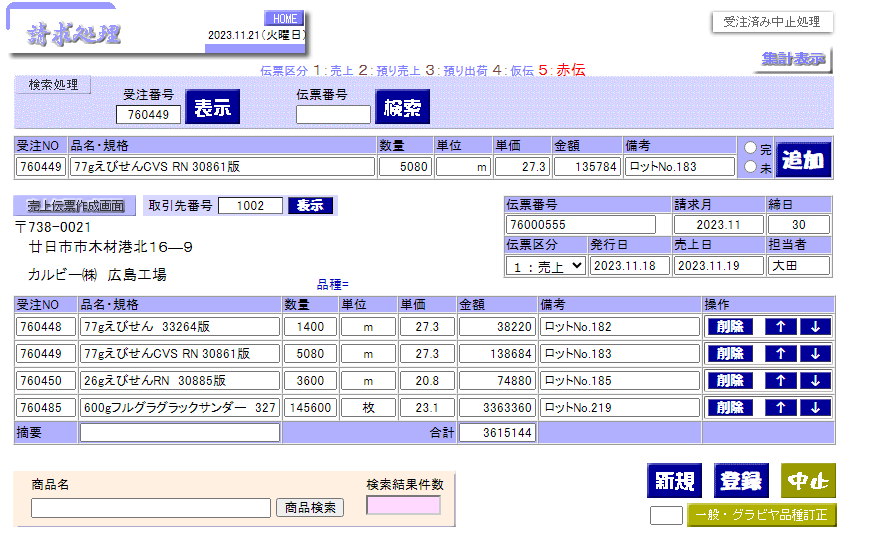 請求処理
HOME
2023.11.21(火曜日)
受注済み中止処理
集計表示
伝票区分 1：売上 2：預り売上 3：預り出荷 4：仮伝 5：赤伝
検索処理
受注番号
760449
表示
伝票番号
検索
受注NO 品名・規格 数量 単位 単価 金額 備考
760449 77gえびせんCVS RN 30861版 5080 m 27.3 135784 ロットNo.183
完
未
追加
売上伝票作成画面 取引先番号 1002 表示
〒738-0021
廿日市市木材港北16―9
カルビー㈱ 広島工場
品種=
伝票番号 請求月 締日
76000555 2023.11 30
伝票区分 発行日 売上日 担当者
1：売上 2023.11.18 2023.11.19 大田
受注NO 品名・規格 数量 単位 単価 金額 備考 操作
760448 77gえびせん 33264版 1400 m 27.3 38220 ロットNo.182 削除 ↑ ↓
760449 77gえびせんCVS RN 30861版 5080 m 27.3 138684 ロットNo.183 削除 ↑ ↓
760450 26gえびせんRN 30885版 3600 m 20.8 74880 ロットNo.185 削除 ↑ ↓
760485 600gフルグラグラックサンダー 327 145600 枚 23.1 3363360 ロットNo.219 削除 ↑ ↓
摘要 合計 3615144
商品名
商品検索
検索結果件数
新規 登録 中止
一般・グラビヤ品種訂正